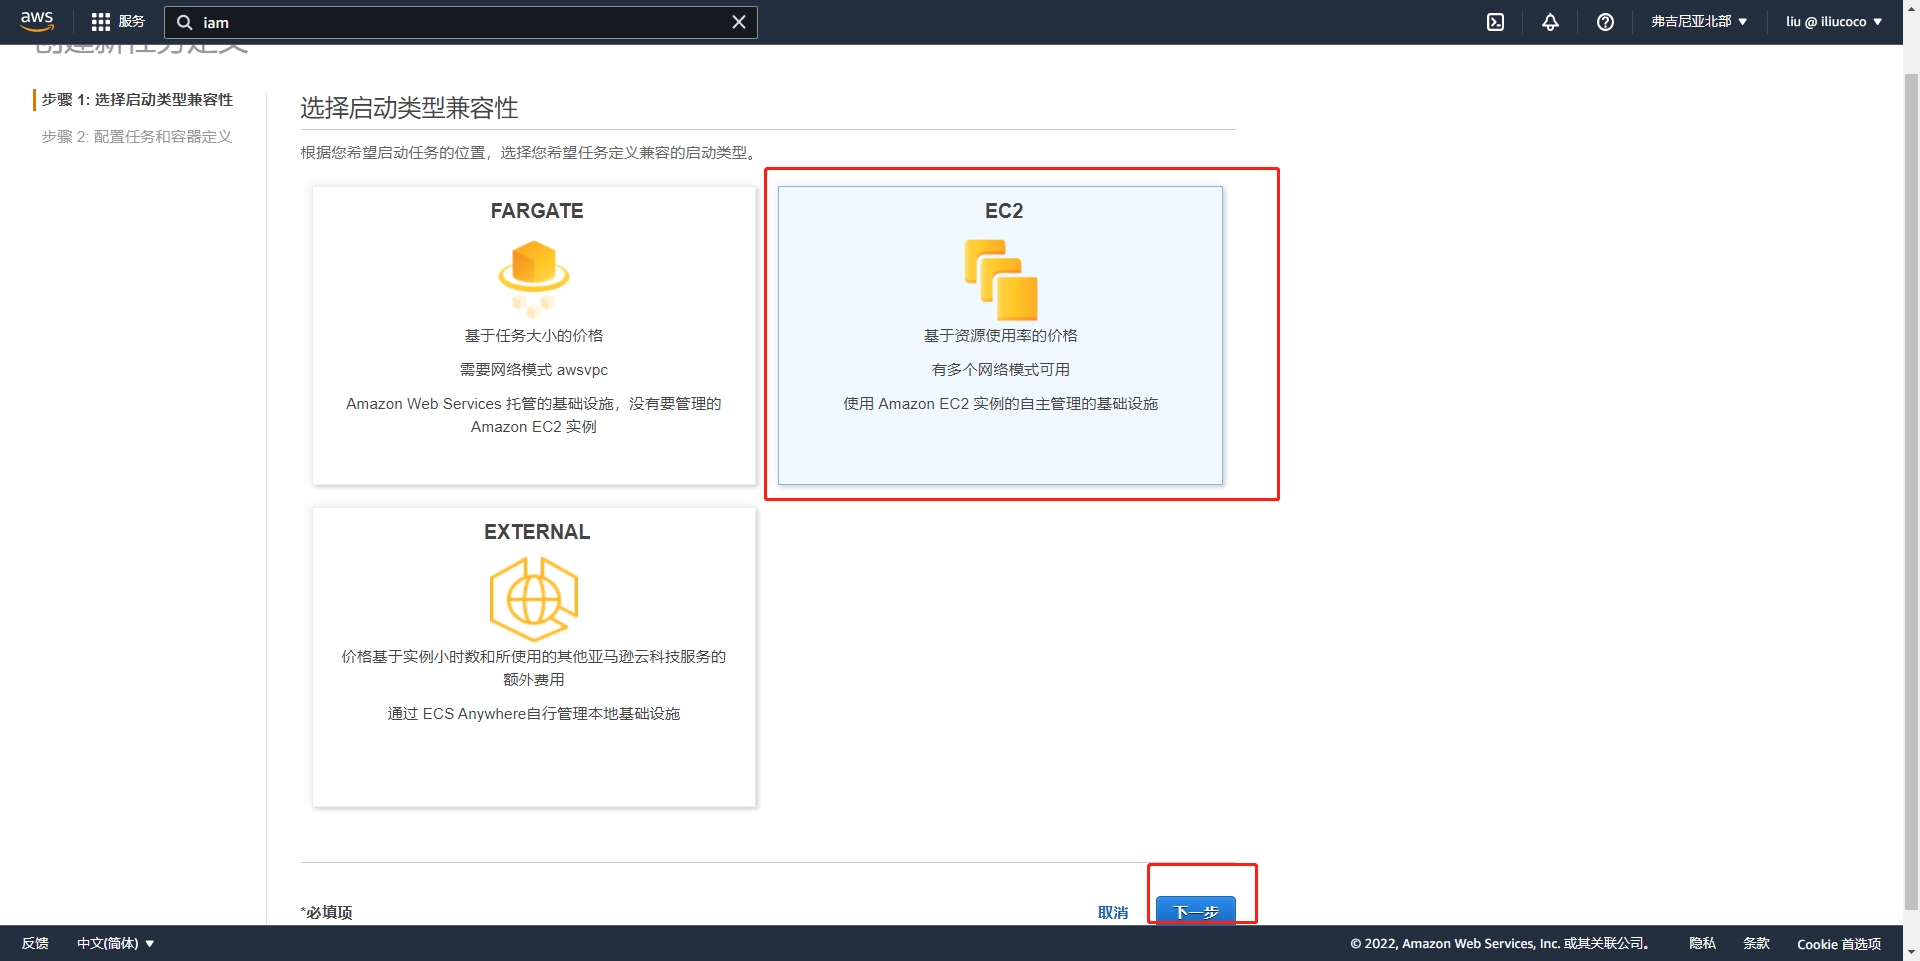 aws
服务
iam
弗吉尼亚北部
liu @ iliucoco
创建新任务定义
步骤 1: 选择启动类型兼容性
步骤 2: 配置任务和容器定义
选择启动类型兼容性
根据您希望启动任务的位置，选择您希望任务定义兼容的启动类型。
FARGATE
基于任务大小的价格
需要网络模式 awsvpc
Amazon Web Services 托管的基础设施，没有要管理的
Amazon EC2 实例
EC2
基于资源使用率的价格
有多个网络模式可用
使用 Amazon EC2 实例的自主管理的基础设施
EXTERNAL
价格基于实例小时数和所使用的其他亚马逊云科技服务的
额外费用
通过 ECS Anywhere自行管理本地基础设施
*必填项
取消
下一步
反馈
中文(简体)
© 2022, Amazon Web Services, Inc. 或其关联公司。
隐私
条款
Cookie 首选项